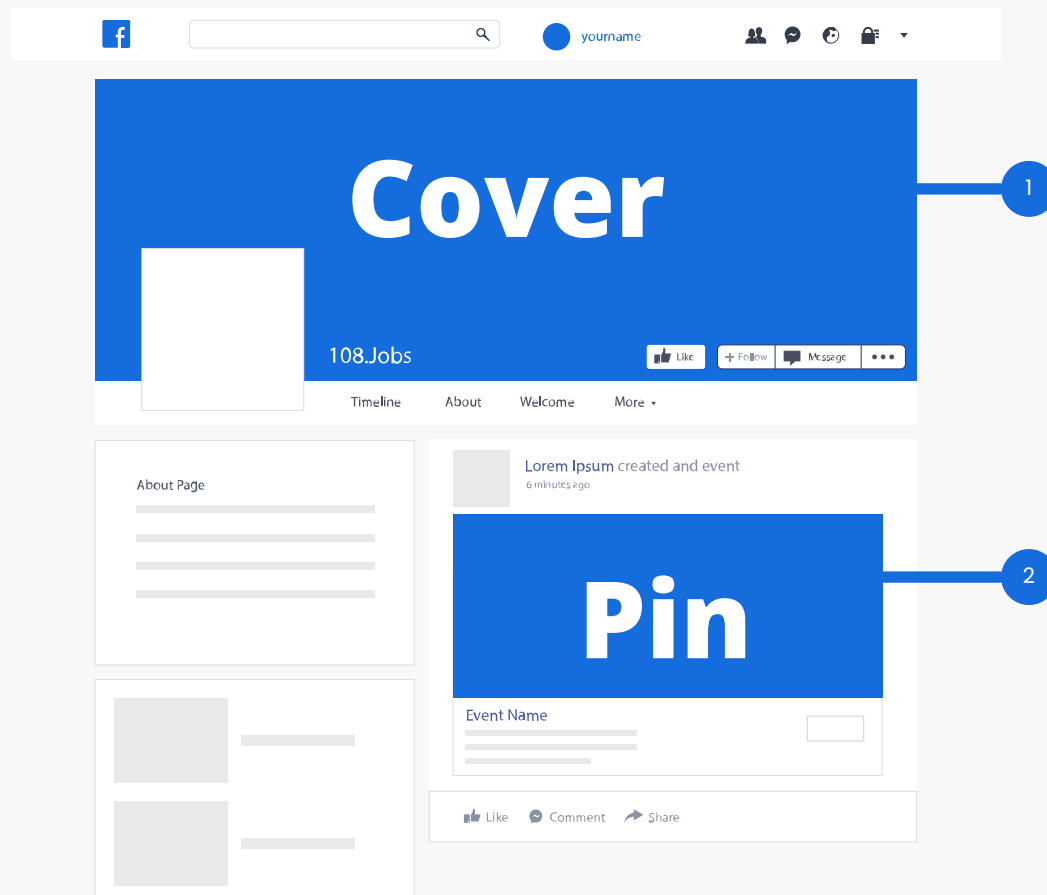 f
yourname
Cover
1
108.Jobs
Like
Follow
Message
Timeline
About
Welcome
More
Lorem Ipsum created and event
6 minutes ago
About Page
Pin
2
Event Name
Like
Comment
Share